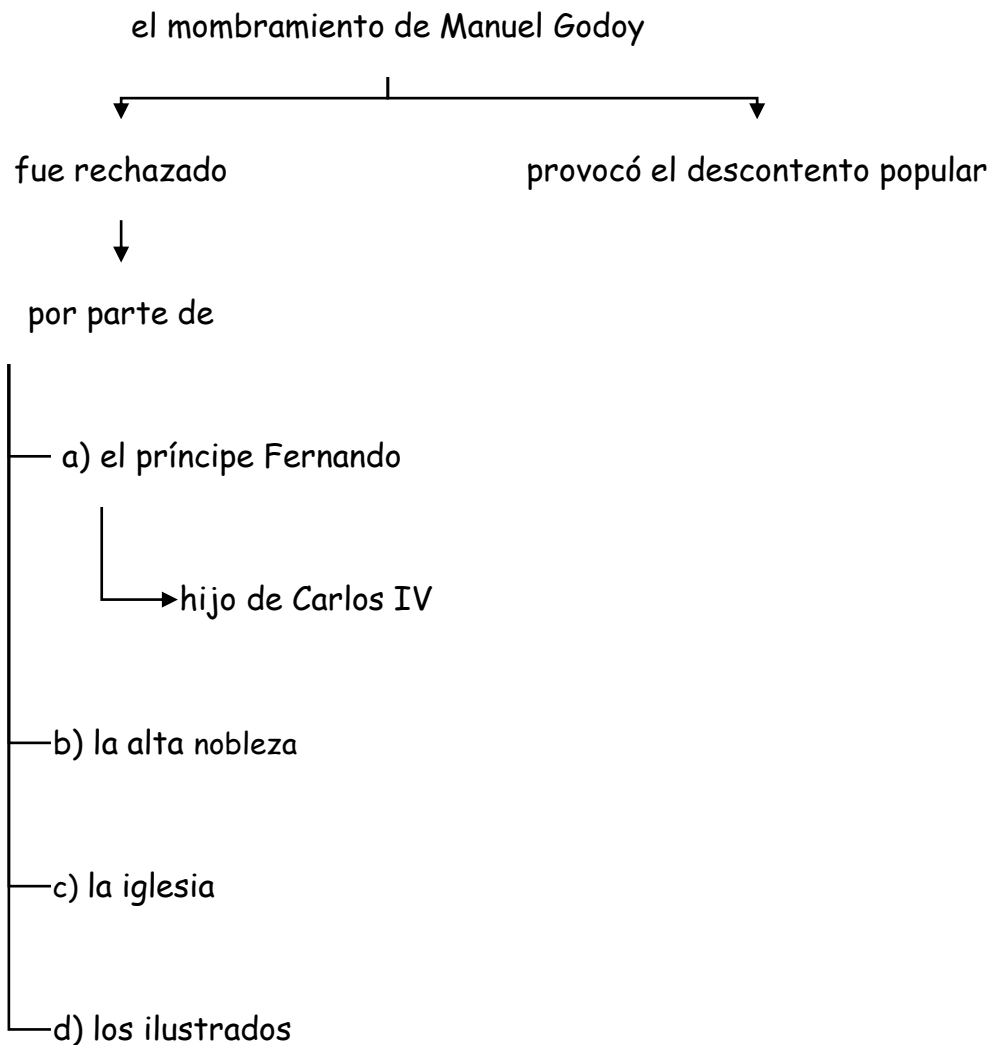 el mombramiento de Manuel Godoy
fue rechazado
provocó el descontento popular
por parte de
a) el príncipe Fernando
hijo de Carlos IV
b) la alta nobleza
c) la iglesia
d) los ilustrados